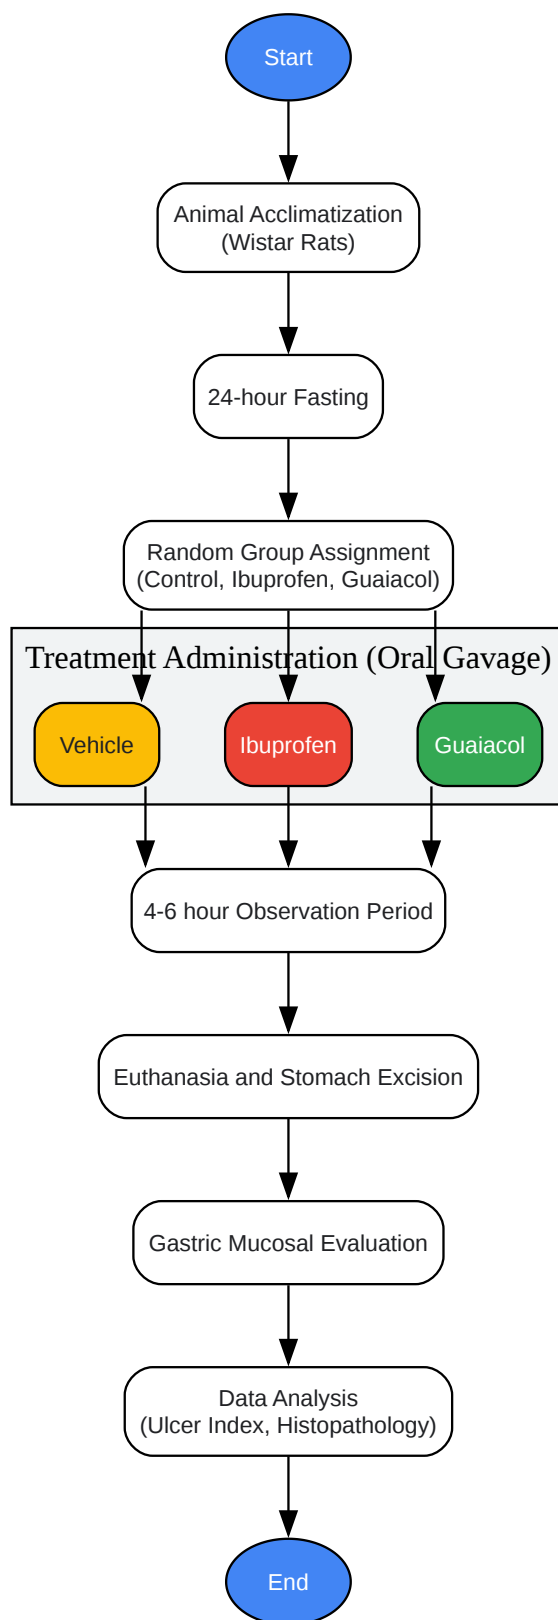 Start
Animal Acclimatization
(Wistar Rats)
24-hour Fasting
Random Group Assignment
(Control, Ibuprofen, Guaiacol)
Treatment Administration (Oral Gavage)
Vehicle
Ibuprofen
Guaiacol
4-6 hour Observation Period
Euthanasia and Stomach Excision
Gastric Mucosal Evaluation
Data Analysis
(Ulcer Index, Histopathology)
End